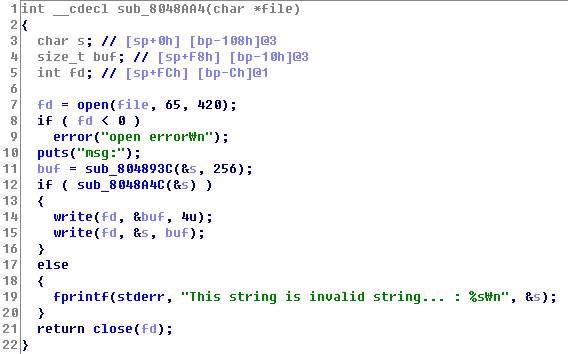 1 int __cdecl sub_8048AA4(char *file)
2 {
3 char s; // [sp+0h] [bp-108h]@3
4 size_t buf; // [sp+F8h] [bp-10h]@3
5 int fd; // [sp+FCh] [bp-Ch]@1
6
7 fd = open(file, 65, 420);
8 if ( fd < 0 )
9 error("open error₩n");
10 puts("msg:");
11 buf = sub_804893C(&s, 256);
12 if ( sub_8048A4C(&s) )
13 {
14 write(fd, &buf, 4u);
15 write(fd, &s, buf);
16 }
17 else
18 {
19 fprintf(stderr, "This string is invalid string... : %s₩n", &s);
20 }
21 return close(fd);
22 }